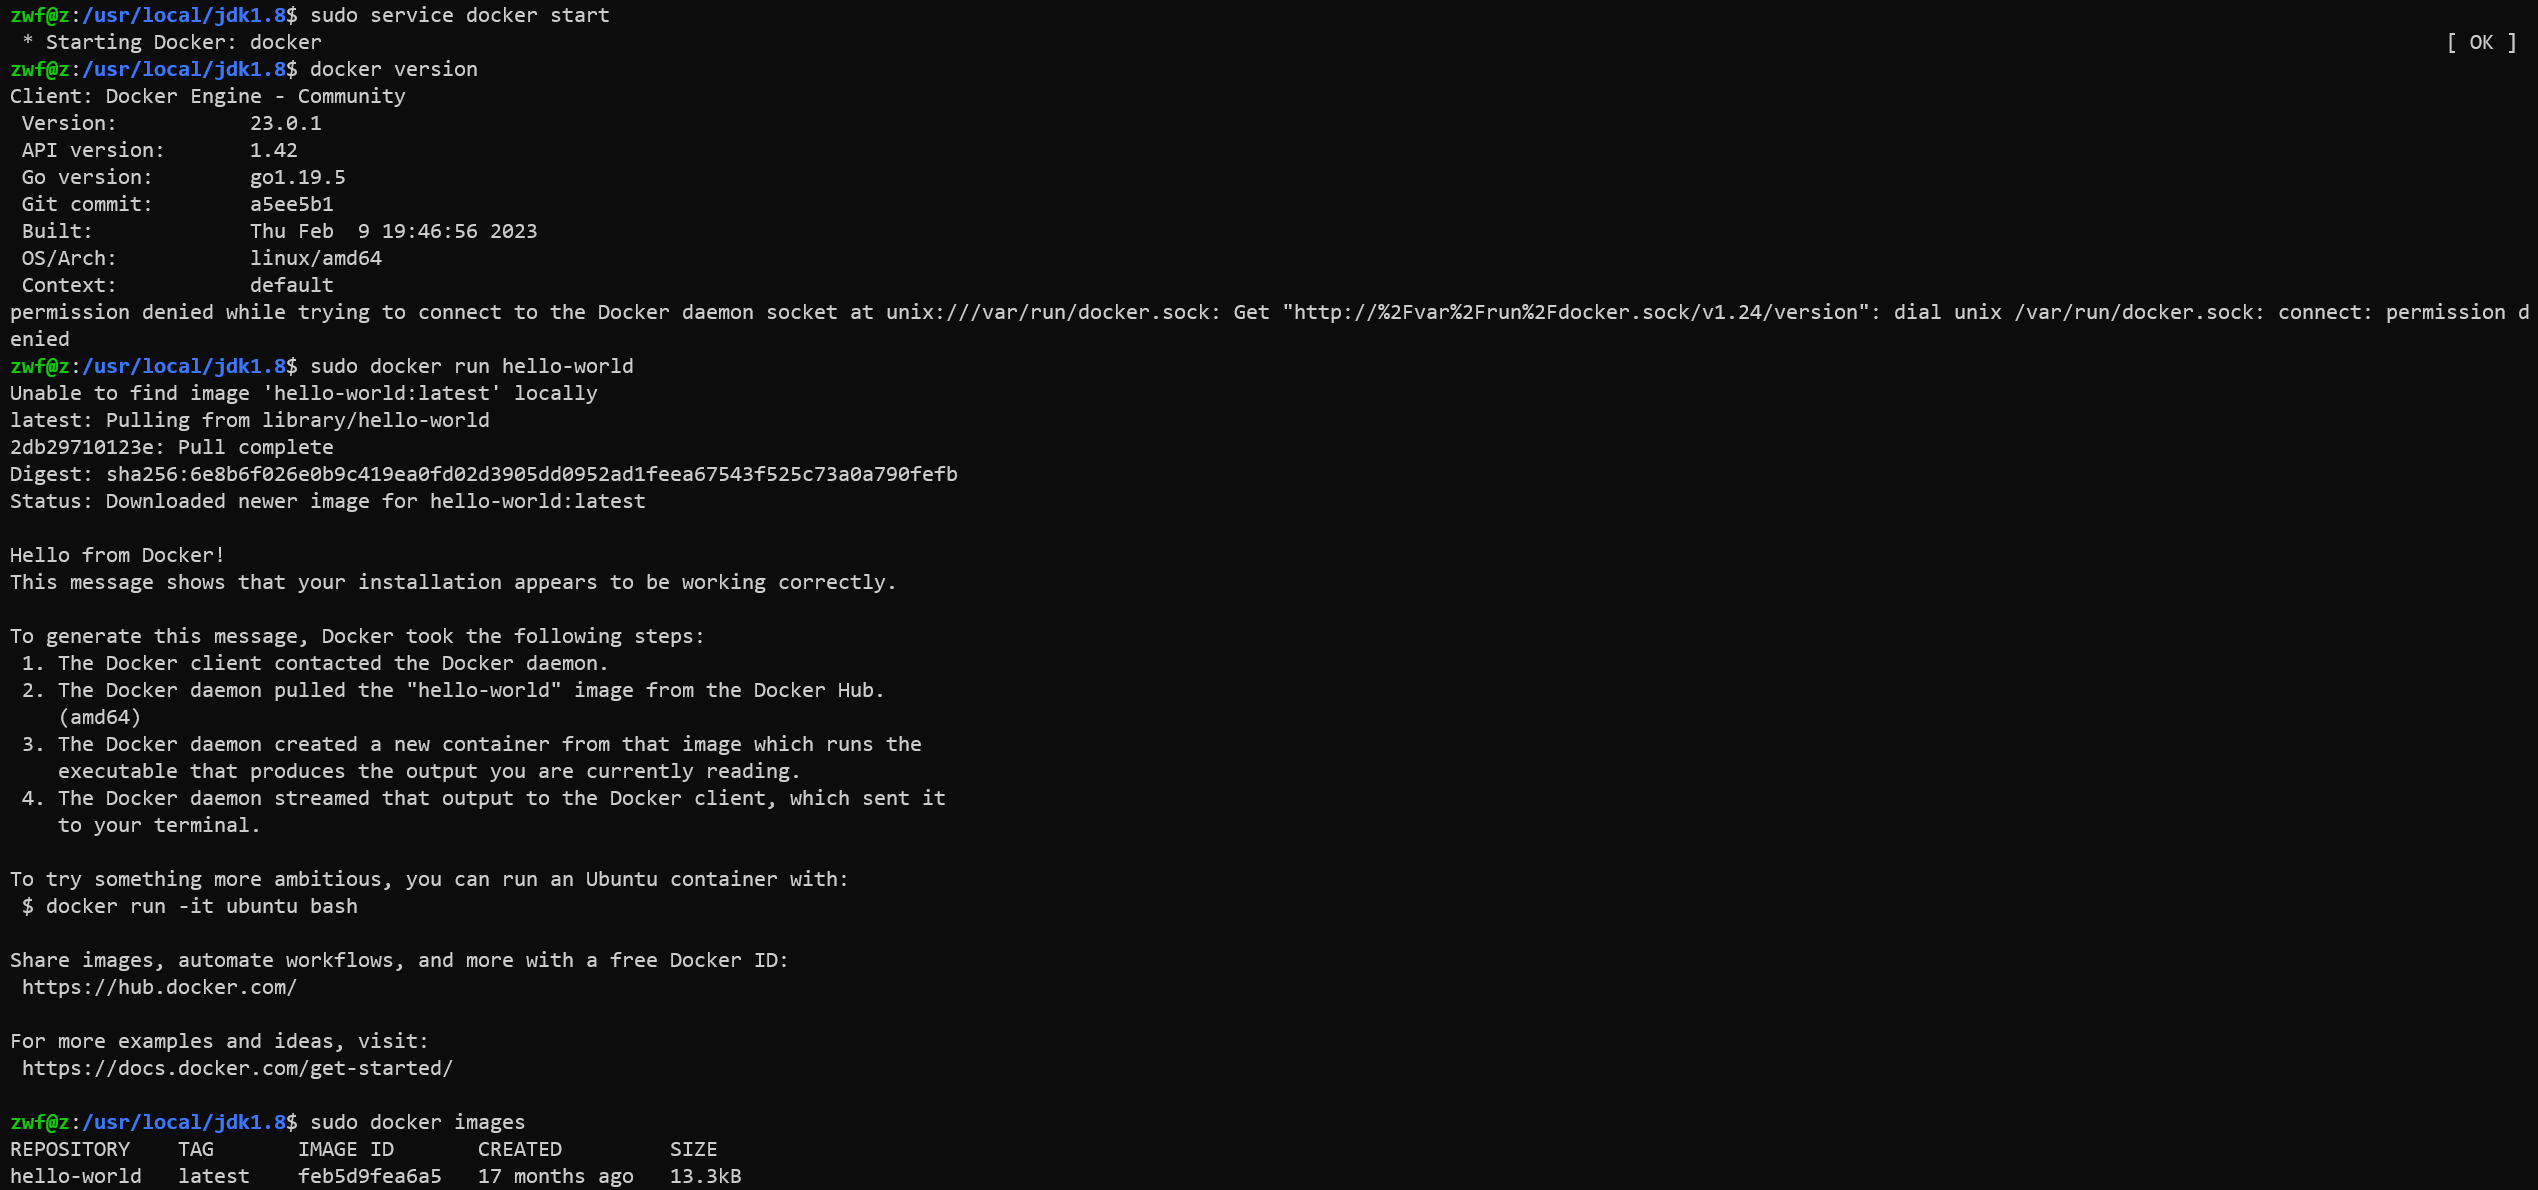 zwf@z:/usr/local/jdk1.8$ sudo service docker start
 * Starting Docker: docker                                                                                                                                                                 [ OK ]
zwf@z:/usr/local/jdk1.8$ docker version
Client: Docker Engine - Community
 Version:           23.0.1
 API version:       1.42
 Go version:        go1.19.5
 Git commit:        a5ee5b1
 Built:             Thu Feb  9 19:46:56 2023
 OS/Arch:           linux/amd64
 Context:           default
permission denied while trying to connect to the Docker daemon socket at unix:///var/run/docker.sock: Get "http://%2Fvar%2Frun%2Fdocker.sock/v1.24/version": dial unix /var/run/docker.sock: connect: permission d
enied
zwf@z:/usr/local/jdk1.8$ sudo docker run hello-world
Unable to find image 'hello-world:latest' locally
latest: Pulling from library/hello-world
2db29710123e: Pull complete
Digest: sha256:6e8b6f026e0b9c419ea0fd02d3905dd0952ad1feea67543f525c73a0a790fefb
Status: Downloaded newer image for hello-world:latest

Hello from Docker!
This message shows that your installation appears to be working correctly.

To generate this message, Docker took the following steps:
 1. The Docker client contacted the Docker daemon.
 2. The Docker daemon pulled the "hello-world" image from the Docker Hub.
    (amd64)
 3. The Docker daemon created a new container from that image which runs the
    executable that produces the output you are currently reading.
 4. The Docker daemon streamed that output to the Docker client, which sent it
    to your terminal.

To try something more ambitious, you can run an Ubuntu container with:
 $ docker run -it ubuntu bash

Share images, automate workflows, and more with a free Docker ID:
 https://hub.docker.com/

For more examples and ideas, visit:
 https://docs.docker.com/get-started/

zwf@z:/usr/local/jdk1.8$ sudo docker images
REPOSITORY    TAG       IMAGE ID       CREATED         SIZE
hello-world   latest    feb5d9fea6a5   17 months ago   13.3kB